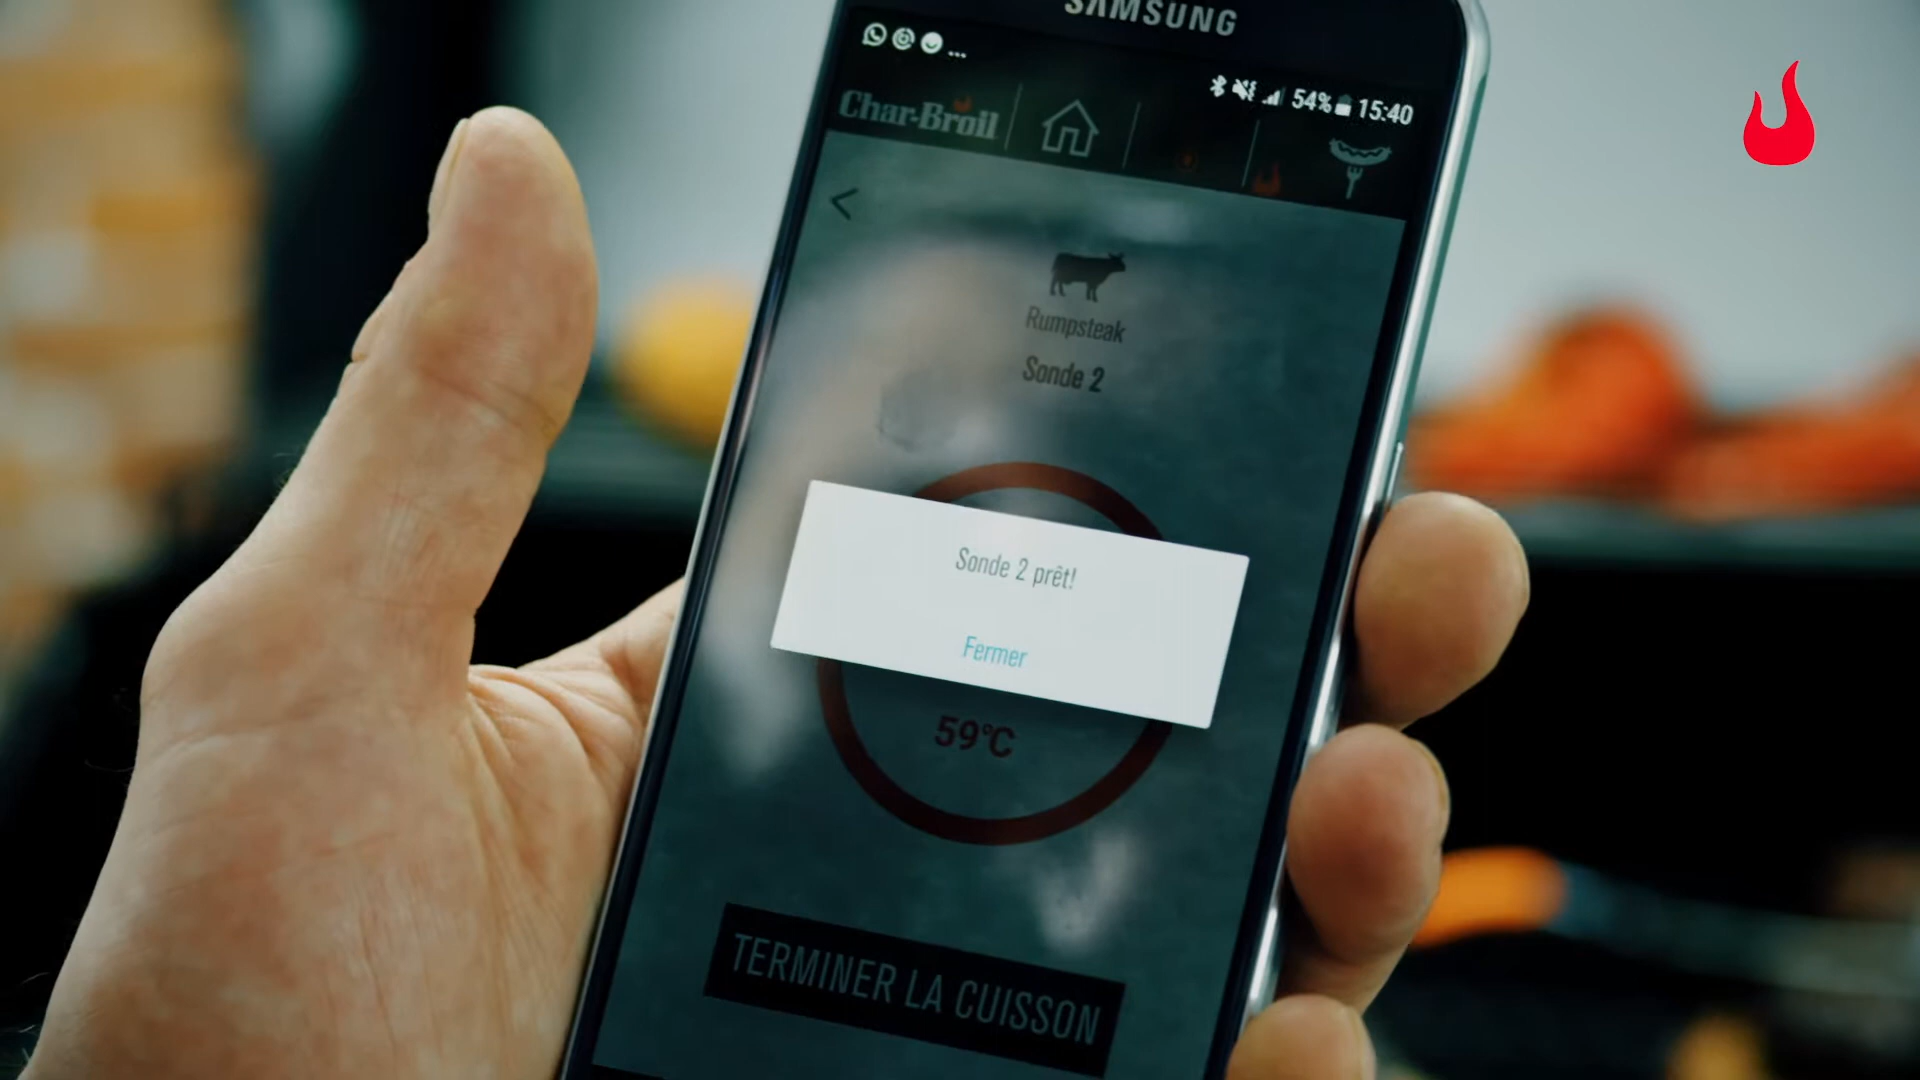 SAMSUNG
... 54% 15:40
Char-Broil
<
Rumpsteak
Sonde 2
Sonde 2 prêt!
Fermer
59°C
TERMINER LA CUISSON